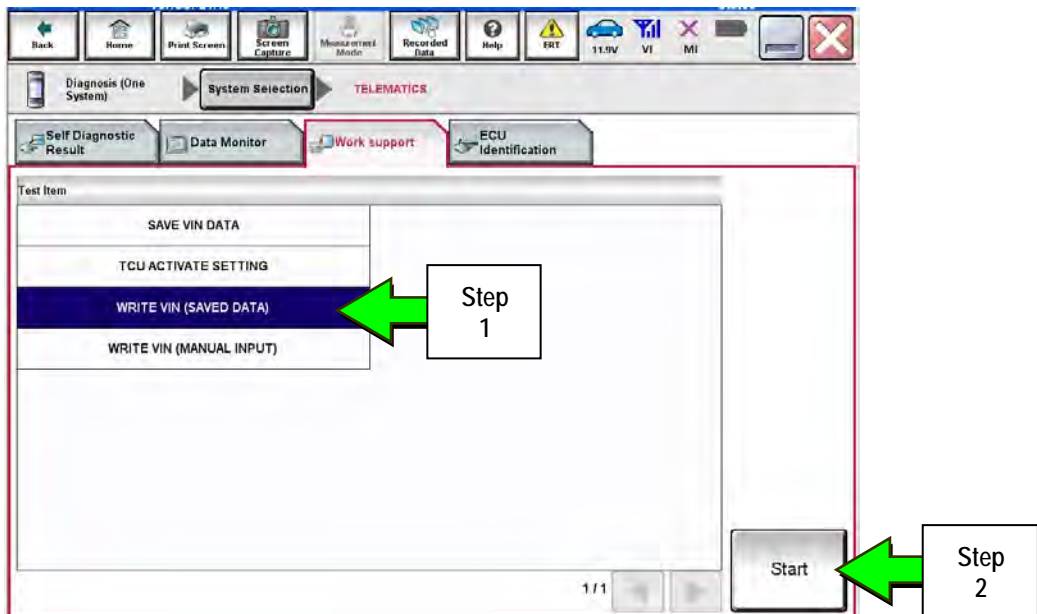 Back
Home
Print Screen
Screen
Capture
Measurement
Mode
Recorded
Data
Help
ERT
11.9V
VI
MI
Diagnosis (One
System)
System Selection
TELEMATICS
Self Diagnostic
Result
Data Monitor
Work support
ECU
Identification
Test Item
SAVE VIN DATA
TCU ACTIVATE SETTING
WRITE VIN (SAVED DATA)
WRITE VIN (MANUAL INPUT)
Step
1
1/1
Start
Step
2